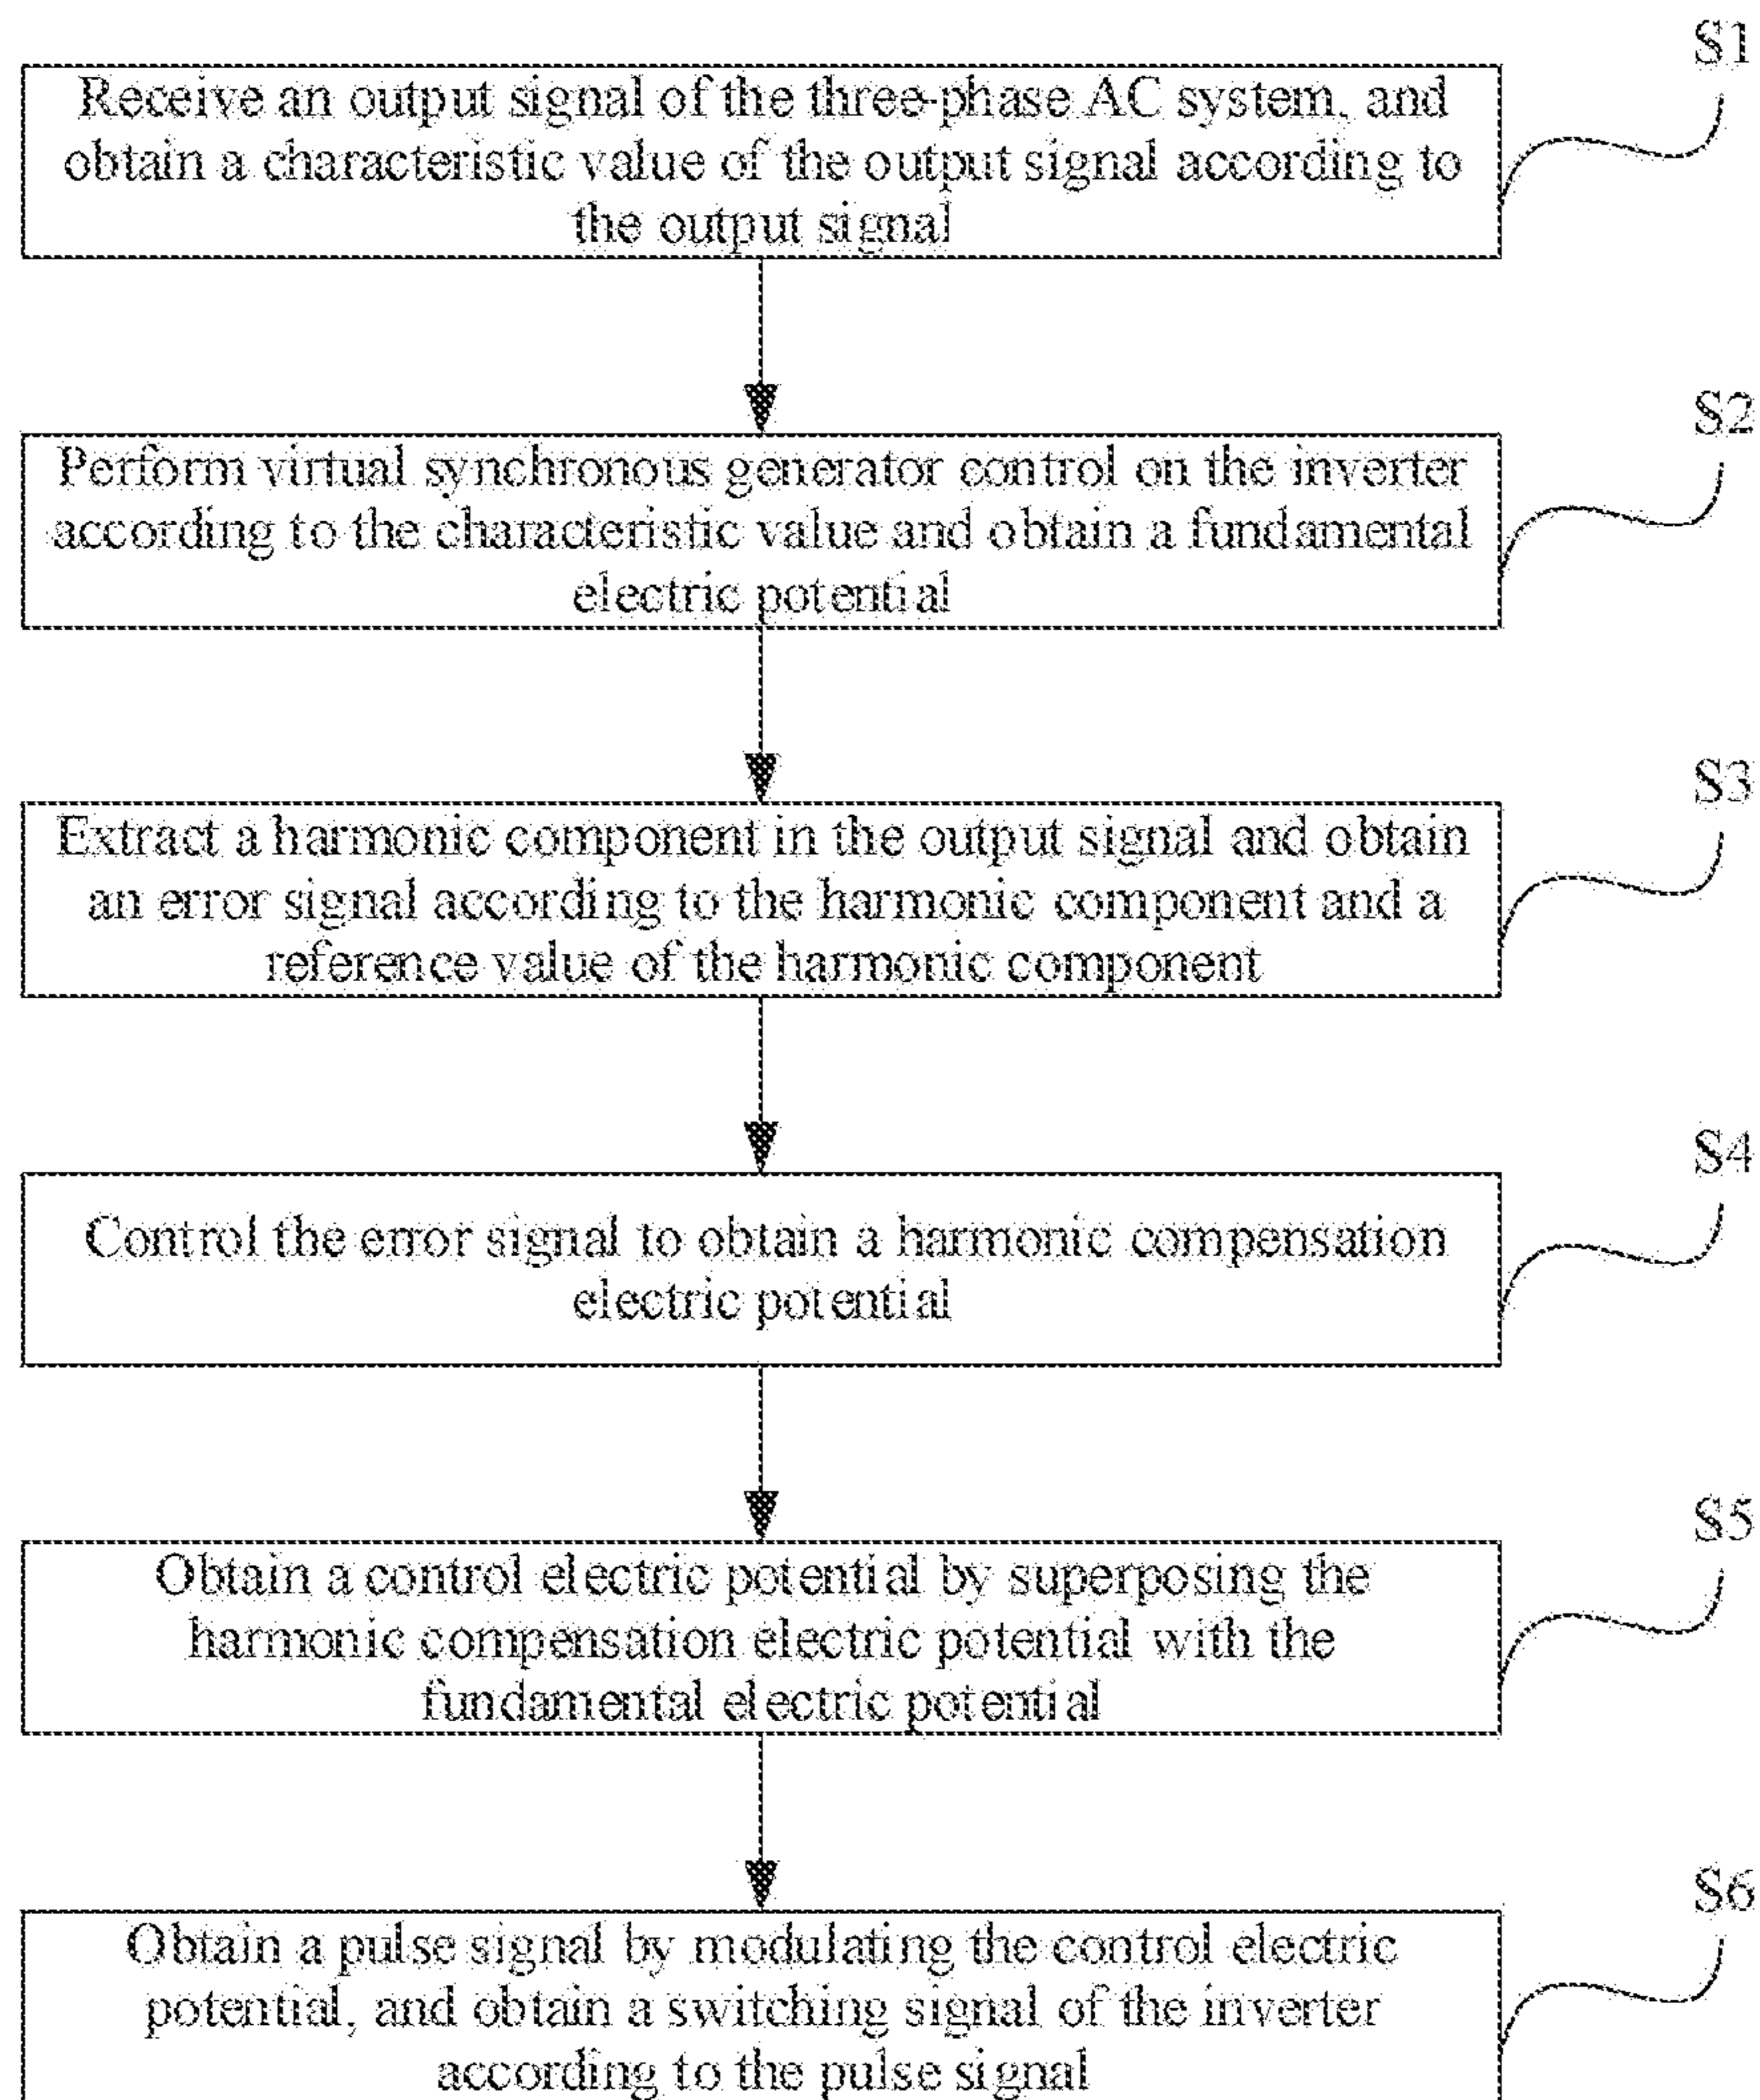 S1
Receive an output signal of the three-phase AC system, and
obtain a characteristic value of the output signal according to
the output signal
S2
Perform virtual synchronous generator control on the inverter
according to the characteristic value and obtain a fundamental
electric potential
S3
Extract a harmonic component in the output signal and obtain
an error signal according to the harmonic component and a
reference value of the harmonic component
S4
Control the error signal to obtain a harmonic compensation
electric potential
S5
Obtain a control electric potential by superposing the
harmonic compensation electric potential with the
fundamental electric potential
S6
Obtain a pulse signal by modulating the control electric
potential, and obtain a switching signal of the inverter
according to the pulse signal